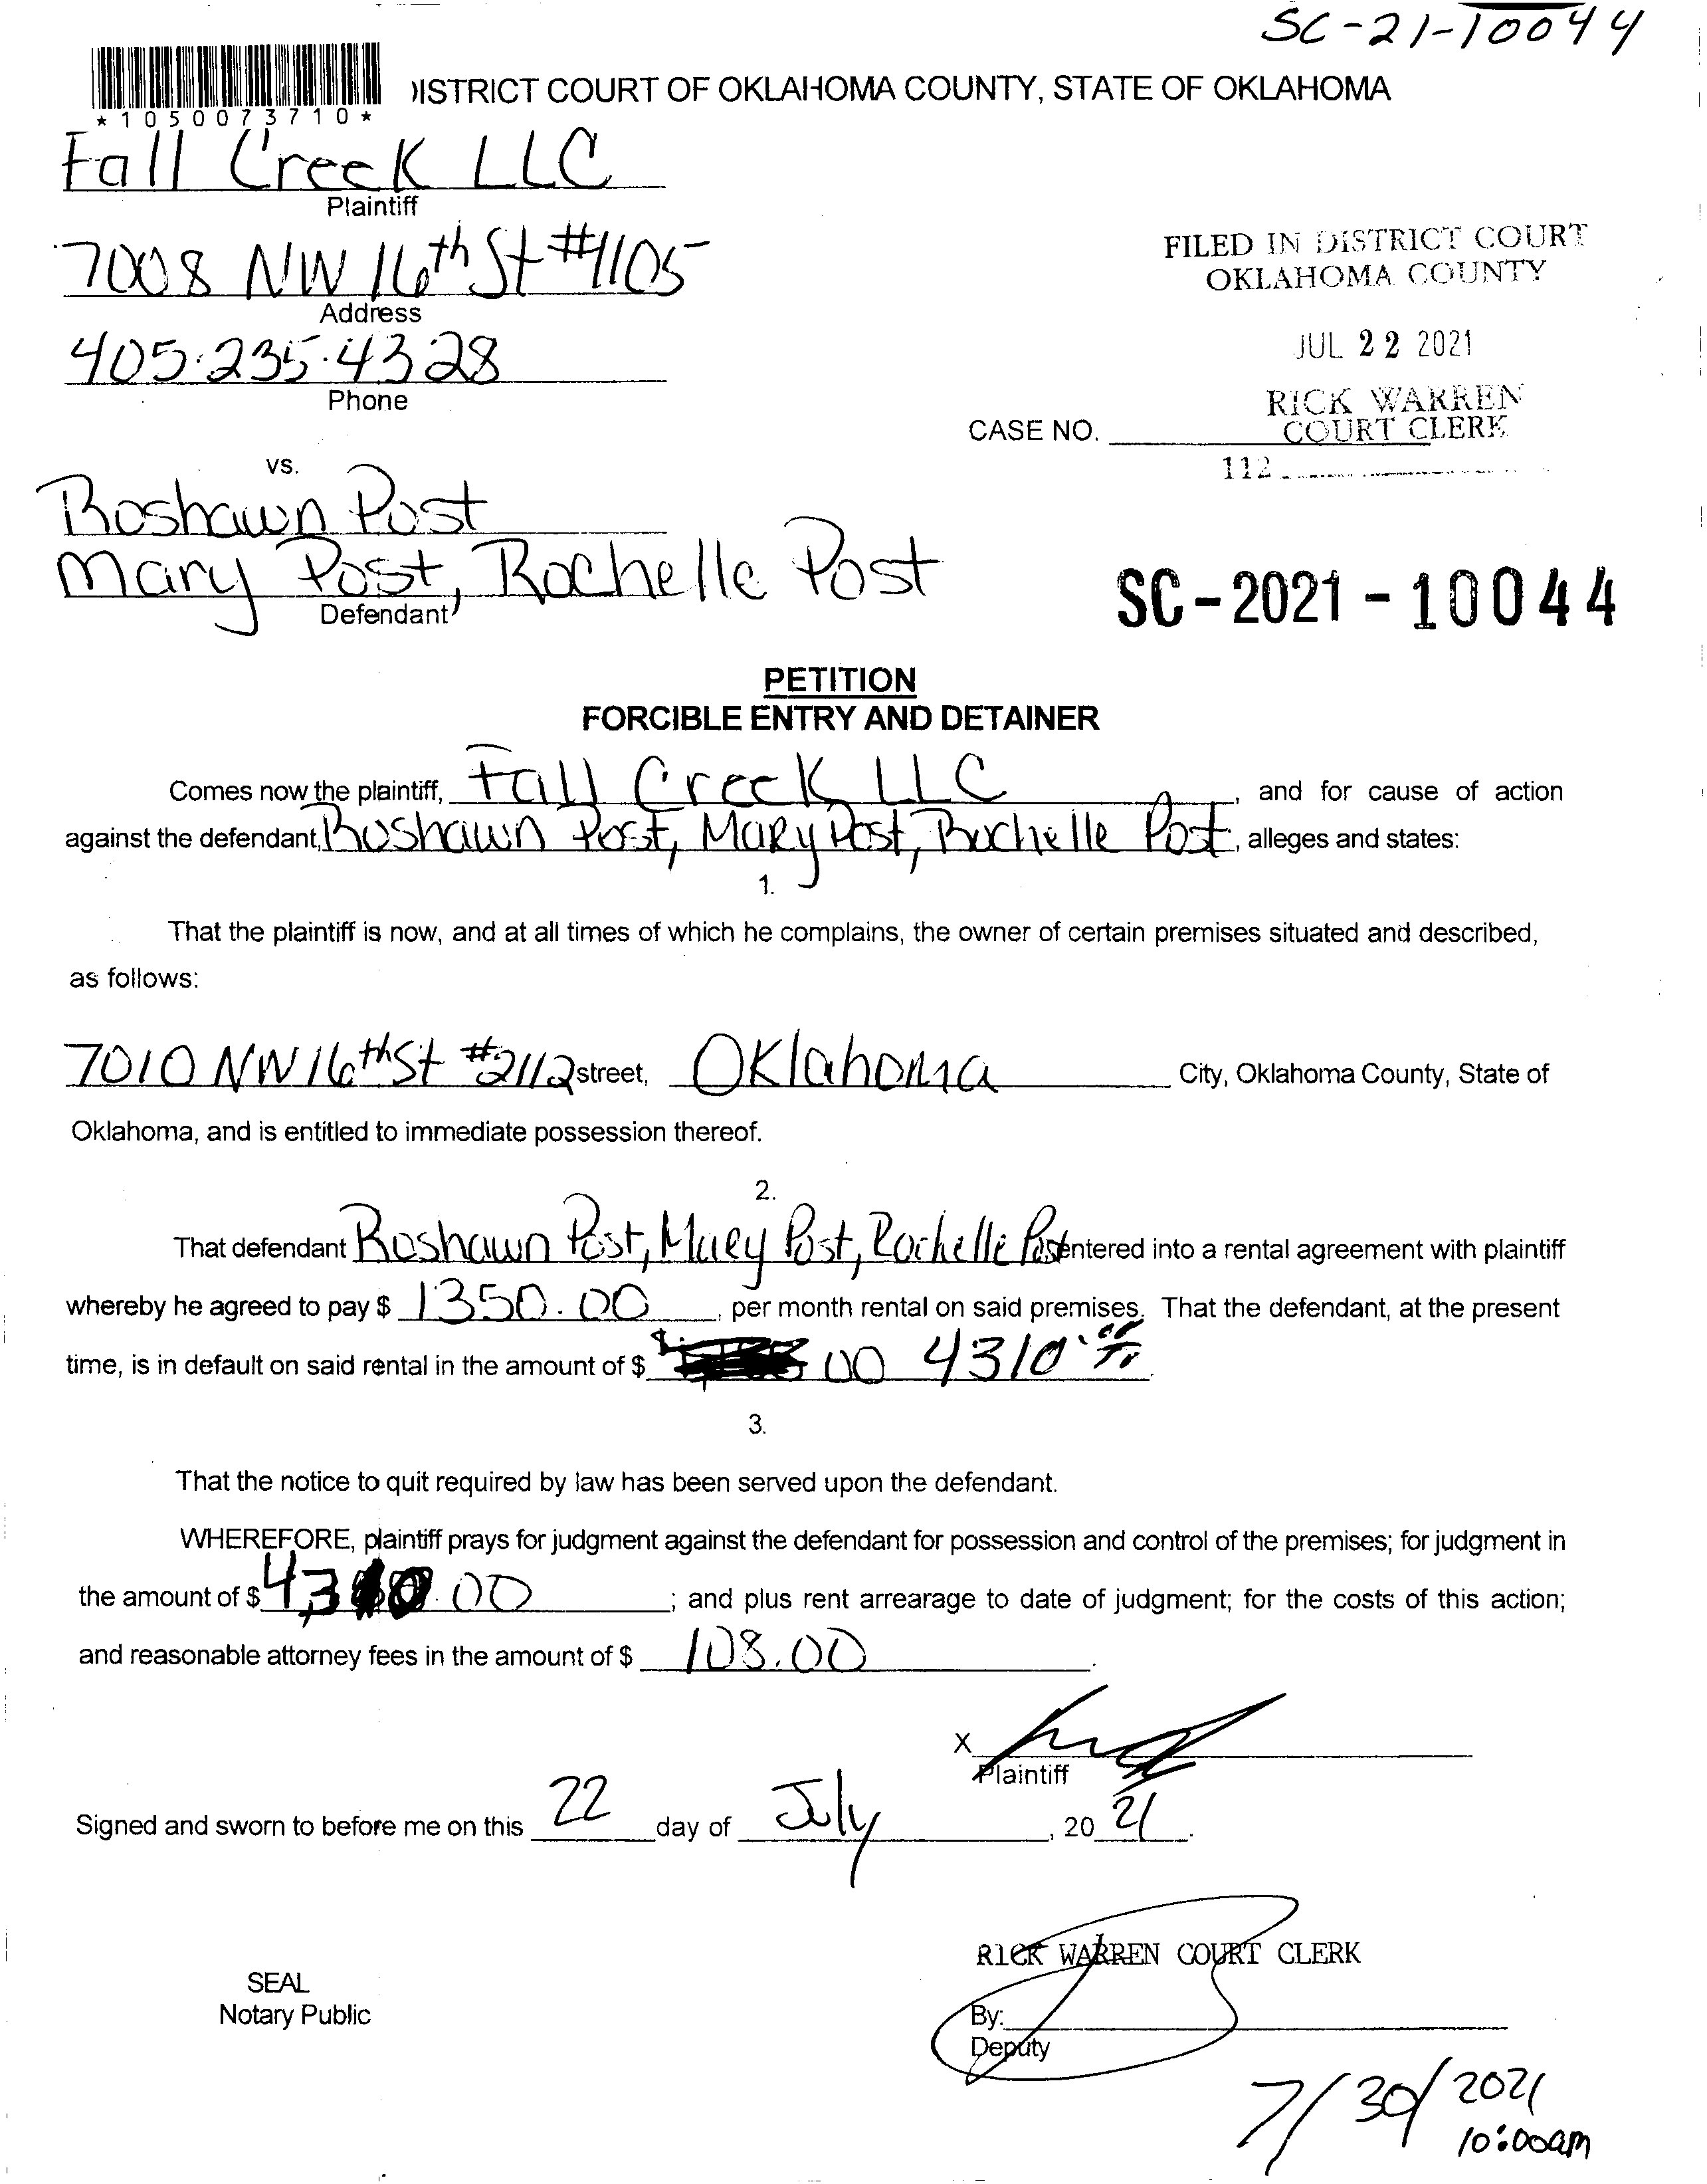 SC-21-10044
ISTRICT COURT OF OKLAHOMA COUNTY, STATE OF OKLAHOMA
*1050073710*
Fall Creek LLC
Plaintiff
7008 NW 16th St #1105
Address
405.235.4328
Phone
FILED IN DISTRICT COURT
OKLAHOMA COUNTY
JUL 22 2021
RICK WARREN
COURT CLERK
CASE NO.
112
vs.
Roshawn Post
Mary Post, Rochelle Post
Defendant
SC-2021-10044
PETITION
FORCIBLE ENTRY AND DETAINER
Comes now the plaintiff, Fall Creek LLC, and for cause of action
against the defendant, Roshawn Post, Mary Post, Rochelle Post, alleges and states:
1.
That the plaintiff is now, and at all times of which he complains, the owner of certain premises situated and described,
as follows:
7010 NW 16th St #2112 street, Oklahoma City, Oklahoma County, State of
Oklahoma, and is entitled to immediate possession thereof.
2.
That defendant Roshawn Post, Mary Post, Rochelle Post entered into a rental agreement with plaintiff
whereby he agreed to pay $ 1350.00, per month rental on said premises. That the defendant, at the present
time, is in default on said rental in the amount of $ 00 4310.
3.
That the notice to quit required by law has been served upon the defendant.
WHEREFORE, plaintiff prays for judgment against the defendant for possession and control of the premises; for judgment in
the amount of $ 4,310.00; and plus rent arrearage to date of judgment; for the costs of this action;
and reasonable attorney fees in the amount of $ 108.00.
X
Plaintiff
Signed and sworn to before me on this 22 day of July, 20 21.
RICK WARREN COURT CLERK
SEAL
Notary Public
By:
Deputy
7/30/2021
10:00am